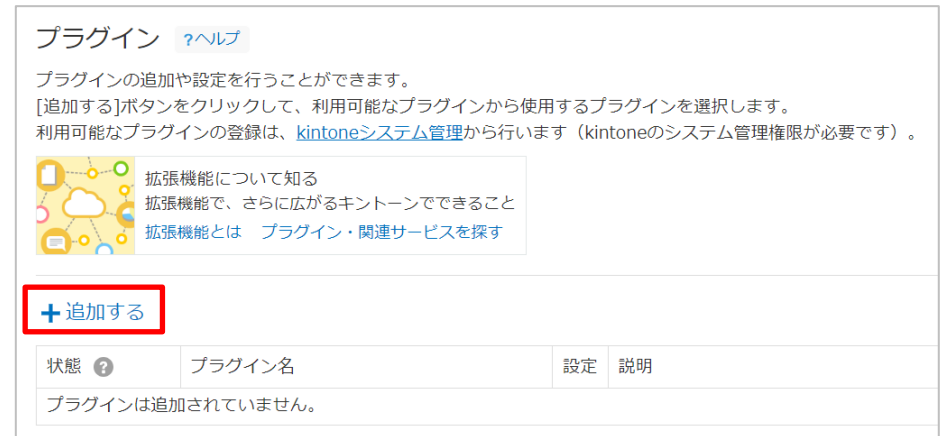 プラグイン ?ヘルプ
プラグインの追加や設定を行うことができます。
[追加する]ボタンをクリックして、利用可能なプラグインから使用するプラグインを選択します。
利用可能なプラグインの登録は、kintoneシステム管理から行います（kintoneのシステム管理権限が必要です）。
拡張機能について知る
拡張機能で、さらに広がるキントーンでできること
拡張機能とは プラグイン・関連サービスを探す
+追加する
状態 ? プラグイン名 設定 説明
プラグインは追加されていません。